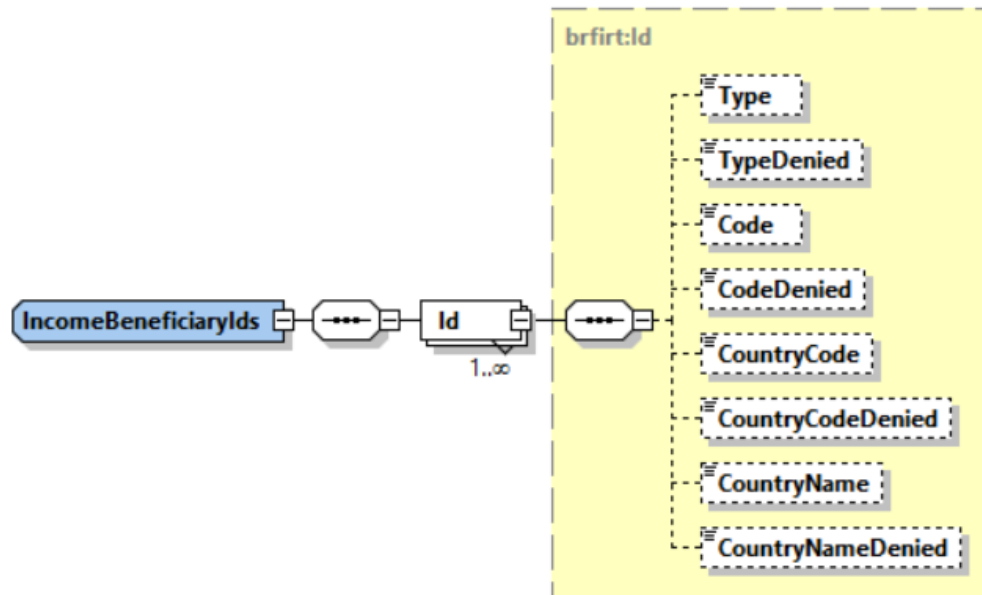 brfirt:Id
Type
TypeDenied
Code
CodeDenied
IncomeBeneficiaryIds
Id
1..∞
CountryCode
CountryCodeDenied
CountryName
CountryNameDenied